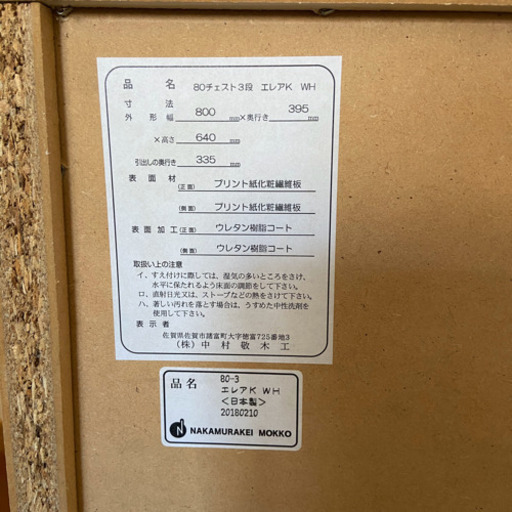 品名 80チェスト3段 エレアK WH
寸法
外形幅 800mm×奥行き 395mm
×高さ 640mm
引出しの奥行き 335mm
表面材(正面) プリント紙化粧繊維板
(側面) プリント紙化粧繊維板
表面加工(正面) ウレタン樹脂コート
(側面) ウレタン樹脂コート
取扱い上の注意
イ、すえ付けに際しては、湿気の多いところをさけ、
水平に保たれるよう床面の調節をして下さい。
ロ、直射日光又は、ストーブなどの熱をさけて下さい。
ハ、著しい汚れを落とす場合は、うすめた中性洗剤を
使用して下さい。
表示者
佐賀県佐賀市諸富町大字徳富725番地3
(株)中村敬木工
品名 80-3
エレアK WH
<日本製>
20180210
NAKAMURAKEI MOKKO